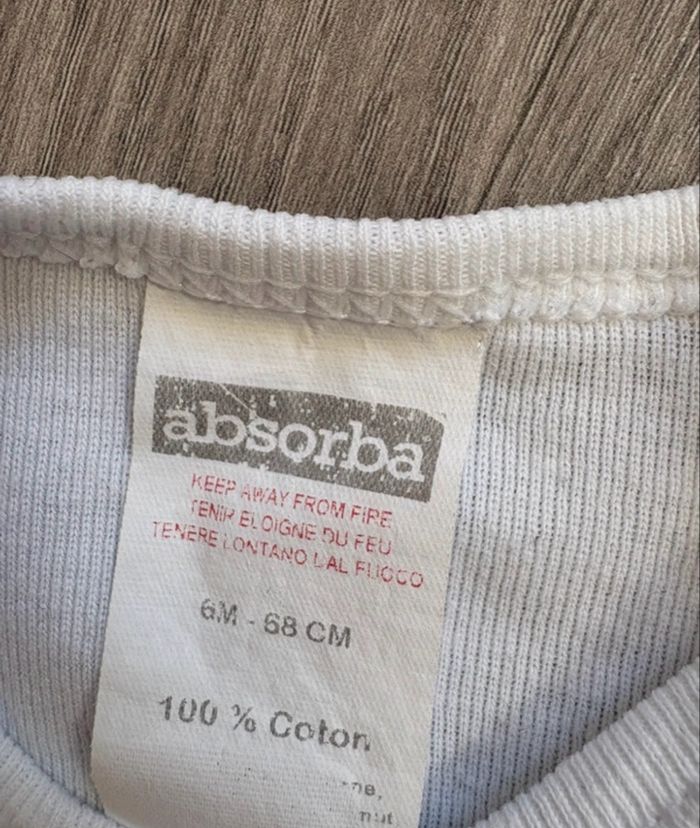 absorba
KEEP AWAY FROM FIRE
TENIR ELOIGNE DU FEU
TENERE LONTANO DAL FUOCO
6M - 68 CM
100 % Coton